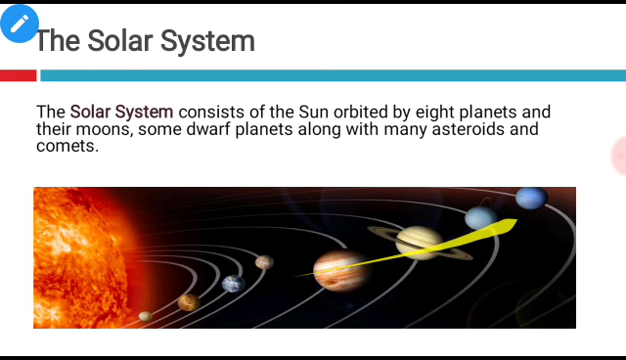 The Solar System
The Solar System consists of the Sun orbited by eight planets and
their moons, some dwarf planets along with many asteroids and
comets.